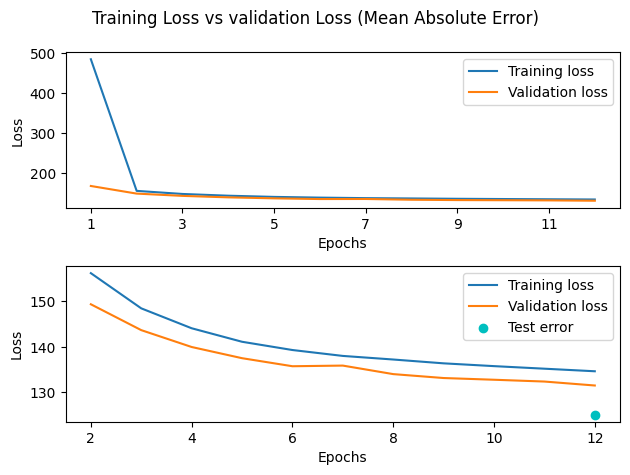 Training Loss vs validation Loss (Mean Absolute Error)
500
400
300
200
Loss
Training loss
Validation loss
1 3 5 7 9 11
Epochs
150
140
130
Loss
Training loss
Validation loss
Test error
2 4 6 8 10 12
Epochs